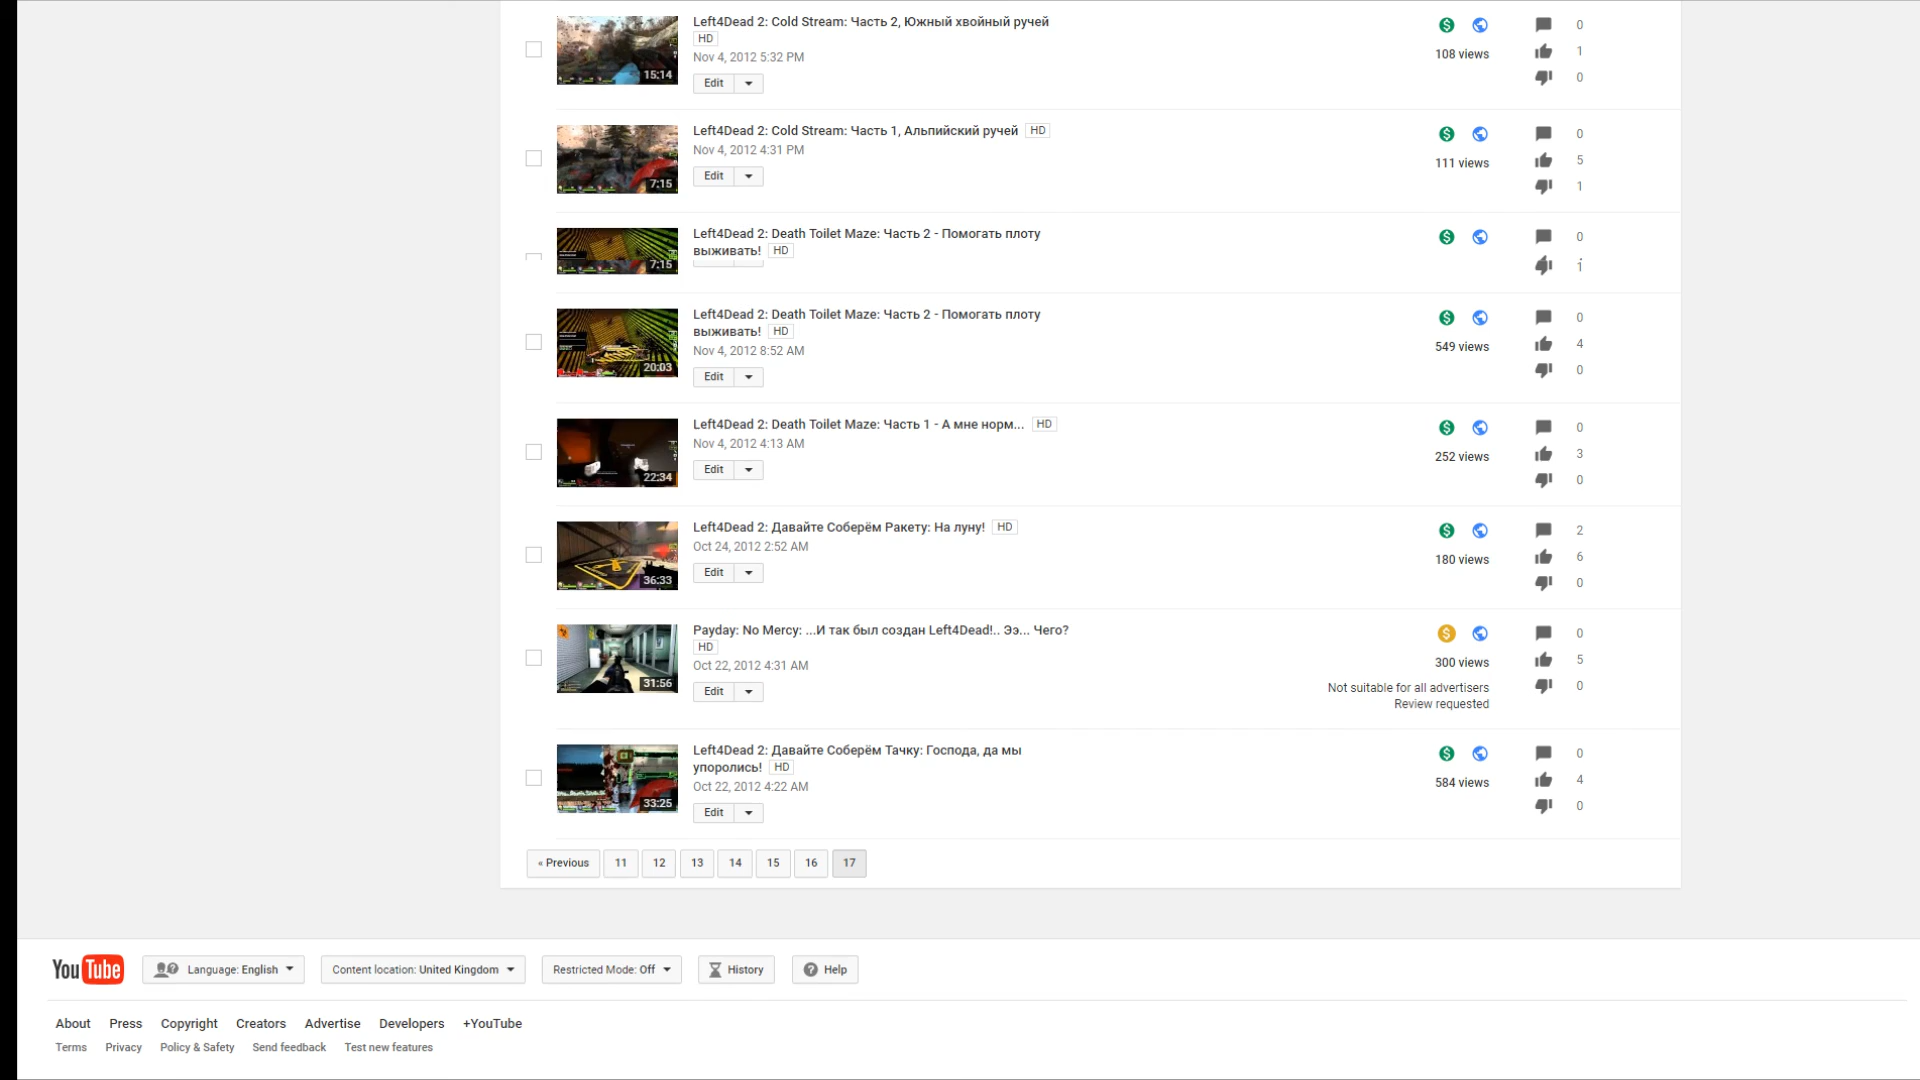 Left4Dead 2: Cold Stream: Часть 2, Южный хвойный ручей
HD
Nov 4, 2012 5:32 PM
Edit
15:14
108 views
0
1
0
Left4Dead 2: Cold Stream: Часть 1, Альпийский ручей HD
Nov 4, 2012 4:31 PM
Edit
7:15
111 views
0
5
1
Left4Dead 2: Death Toilet Maze: Часть 2 - Помогать плоту
выживать! HD
7:15
0
1
Left4Dead 2: Death Toilet Maze: Часть 2 - Помогать плоту
выживать! HD
Nov 4, 2012 8:52 AM
Edit
20:03
549 views
0
4
0
Left4Dead 2: Death Toilet Maze: Часть 1 - А мне норм... HD
Nov 4, 2012 4:13 AM
Edit
22:34
252 views
0
3
0
Left4Dead 2: Давайте Соберём Ракету: На луну! HD
Oct 24, 2012 2:52 AM
Edit
36:33
180 views
2
6
0
Payday: No Mercy: ...И так был создан Left4Dead!.. Ээ... Чего?
HD
Oct 22, 2012 4:31 AM
Edit
31:56
300 views
Not suitable for all advertisers
Review requested
0
5
0
Left4Dead 2: Давайте Соберём Тачку: Господа, да мы
упоролись! HD
Oct 22, 2012 4:22 AM
Edit
33:25
584 views
0
4
0
« Previous 11 12 13 14 15 16 17
YouTube Language: English Content location: United Kingdom Restricted Mode: Off History Help
About Press Copyright Creators Advertise Developers +YouTube
Terms Privacy Policy & Safety Send feedback Test new features